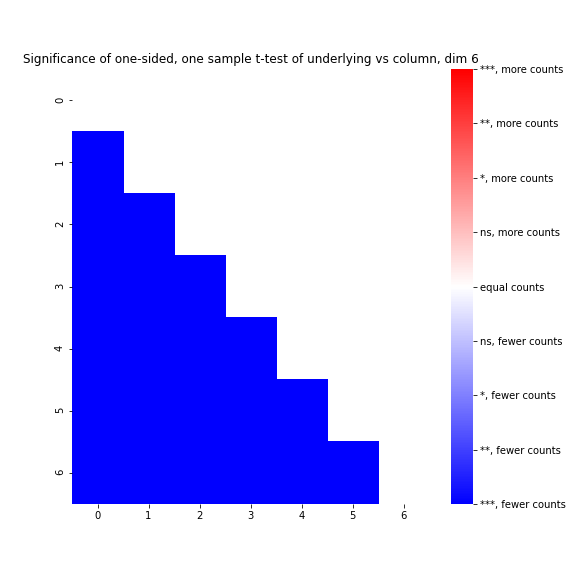 Significance of one-sided, one sample t-test of underlying vs column, dim 6
0
1
2
3
4
5
6
0 1 2 3 4 5 6
***, more counts
**, more counts
*, more counts
ns, more counts
equal counts
ns, fewer counts
*, fewer counts
**, fewer counts
***, fewer counts